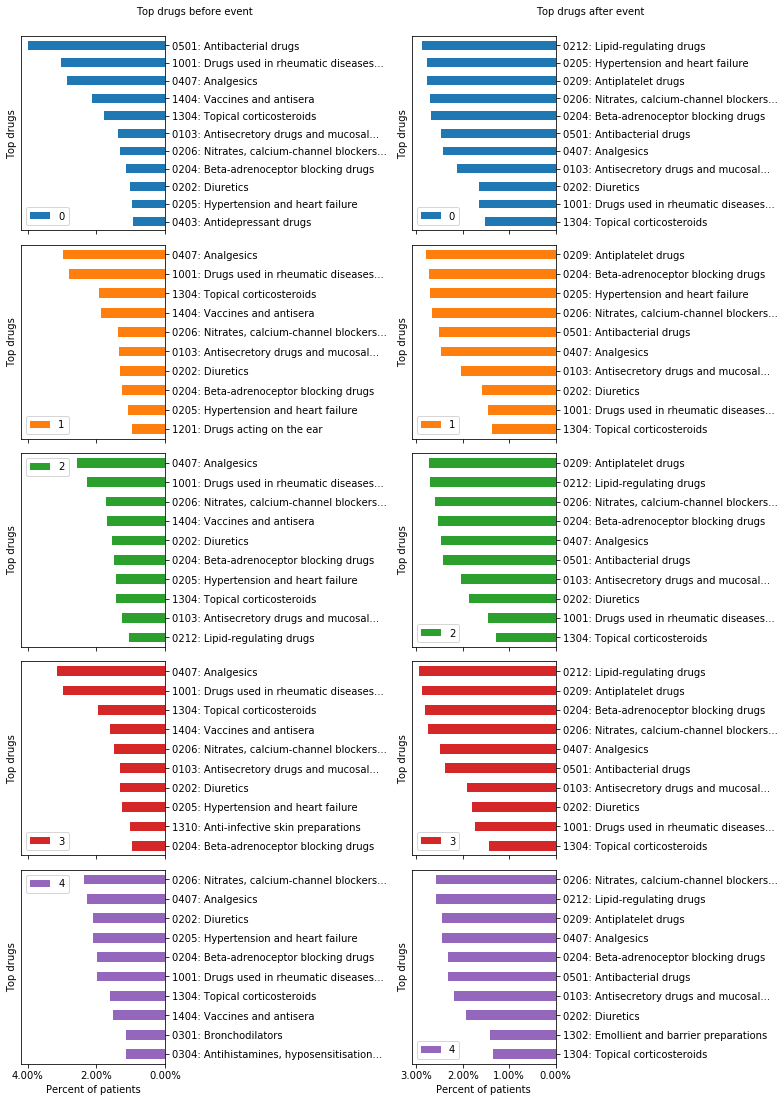 Top drugs before event
Top drugs
0501: Antibacterial drugs
1001: Drugs used in rheumatic diseases...
0407: Analgesics
1404: Vaccines and antisera
1304: Topical corticosteroids
0103: Antisecretory drugs and mucosal...
0206: Nitrates, calcium-channel blockers...
0204: Beta-adrenoceptor blocking drugs
0202: Diuretics
0205: Hypertension and heart failure
0403: Antidepressant drugs
0
Top drugs
0407: Analgesics
1001: Drugs used in rheumatic diseases...
1304: Topical corticosteroids
1404: Vaccines and antisera
0206: Nitrates, calcium-channel blockers...
0103: Antisecretory drugs and mucosal...
0202: Diuretics
0204: Beta-adrenoceptor blocking drugs
0205: Hypertension and heart failure
1201: Drugs acting on the ear
1
Top drugs
2
0407: Analgesics
1001: Drugs used in rheumatic diseases...
0206: Nitrates, calcium-channel blockers...
1404: Vaccines and antisera
0202: Diuretics
0204: Beta-adrenoceptor blocking drugs
0205: Hypertension and heart failure
1304: Topical corticosteroids
0103: Antisecretory drugs and mucosal...
0212: Lipid-regulating drugs
Top drugs
0407: Analgesics
1001: Drugs used in rheumatic diseases...
1304: Topical corticosteroids
1404: Vaccines and antisera
0206: Nitrates, calcium-channel blockers...
0103: Antisecretory drugs and mucosal...
0202: Diuretics
0205: Hypertension and heart failure
1310: Anti-infective skin preparations
0204: Beta-adrenoceptor blocking drugs
3
Top drugs
4
0206: Nitrates, calcium-channel blockers...
0407: Analgesics
0202: Diuretics
0205: Hypertension and heart failure
0204: Beta-adrenoceptor blocking drugs
1001: Drugs used in rheumatic diseases...
1304: Topical corticosteroids
1404: Vaccines and antisera
0301: Bronchodilators
0304: Antihistamines, hyposensitisation...
4.00% 2.00% 0.00%
Percent of patients
Top drugs after event
Top drugs
0212: Lipid-regulating drugs
0205: Hypertension and heart failure
0209: Antiplatelet drugs
0206: Nitrates, calcium-channel blockers...
0204: Beta-adrenoceptor blocking drugs
0501: Antibacterial drugs
0407: Analgesics
0103: Antisecretory drugs and mucosal...
0202: Diuretics
1001: Drugs used in rheumatic diseases...
1304: Topical corticosteroids
0
Top drugs
0209: Antiplatelet drugs
0204: Beta-adrenoceptor blocking drugs
0205: Hypertension and heart failure
0206: Nitrates, calcium-channel blockers...
0501: Antibacterial drugs
0407: Analgesics
0103: Antisecretory drugs and mucosal...
0202: Diuretics
1001: Drugs used in rheumatic diseases...
1304: Topical corticosteroids
1
Top drugs
0209: Antiplatelet drugs
0212: Lipid-regulating drugs
0206: Nitrates, calcium-channel blockers...
0204: Beta-adrenoceptor blocking drugs
0407: Analgesics
0501: Antibacterial drugs
0103: Antisecretory drugs and mucosal...
0202: Diuretics
1001: Drugs used in rheumatic diseases...
1304: Topical corticosteroids
2
Top drugs
0212: Lipid-regulating drugs
0209: Antiplatelet drugs
0204: Beta-adrenoceptor blocking drugs
0206: Nitrates, calcium-channel blockers...
0407: Analgesics
0501: Antibacterial drugs
0103: Antisecretory drugs and mucosal...
0202: Diuretics
1001: Drugs used in rheumatic diseases...
1304: Topical corticosteroids
3
Top drugs
0206: Nitrates, calcium-channel blockers...
0212: Lipid-regulating drugs
0209: Antiplatelet drugs
0407: Analgesics
0204: Beta-adrenoceptor blocking drugs
0501: Antibacterial drugs
0103: Antisecretory drugs and mucosal...
0202: Diuretics
1302: Emollient and barrier preparations
1304: Topical corticosteroids
4
3.00% 2.00% 1.00% 0.00%
Percent of patients